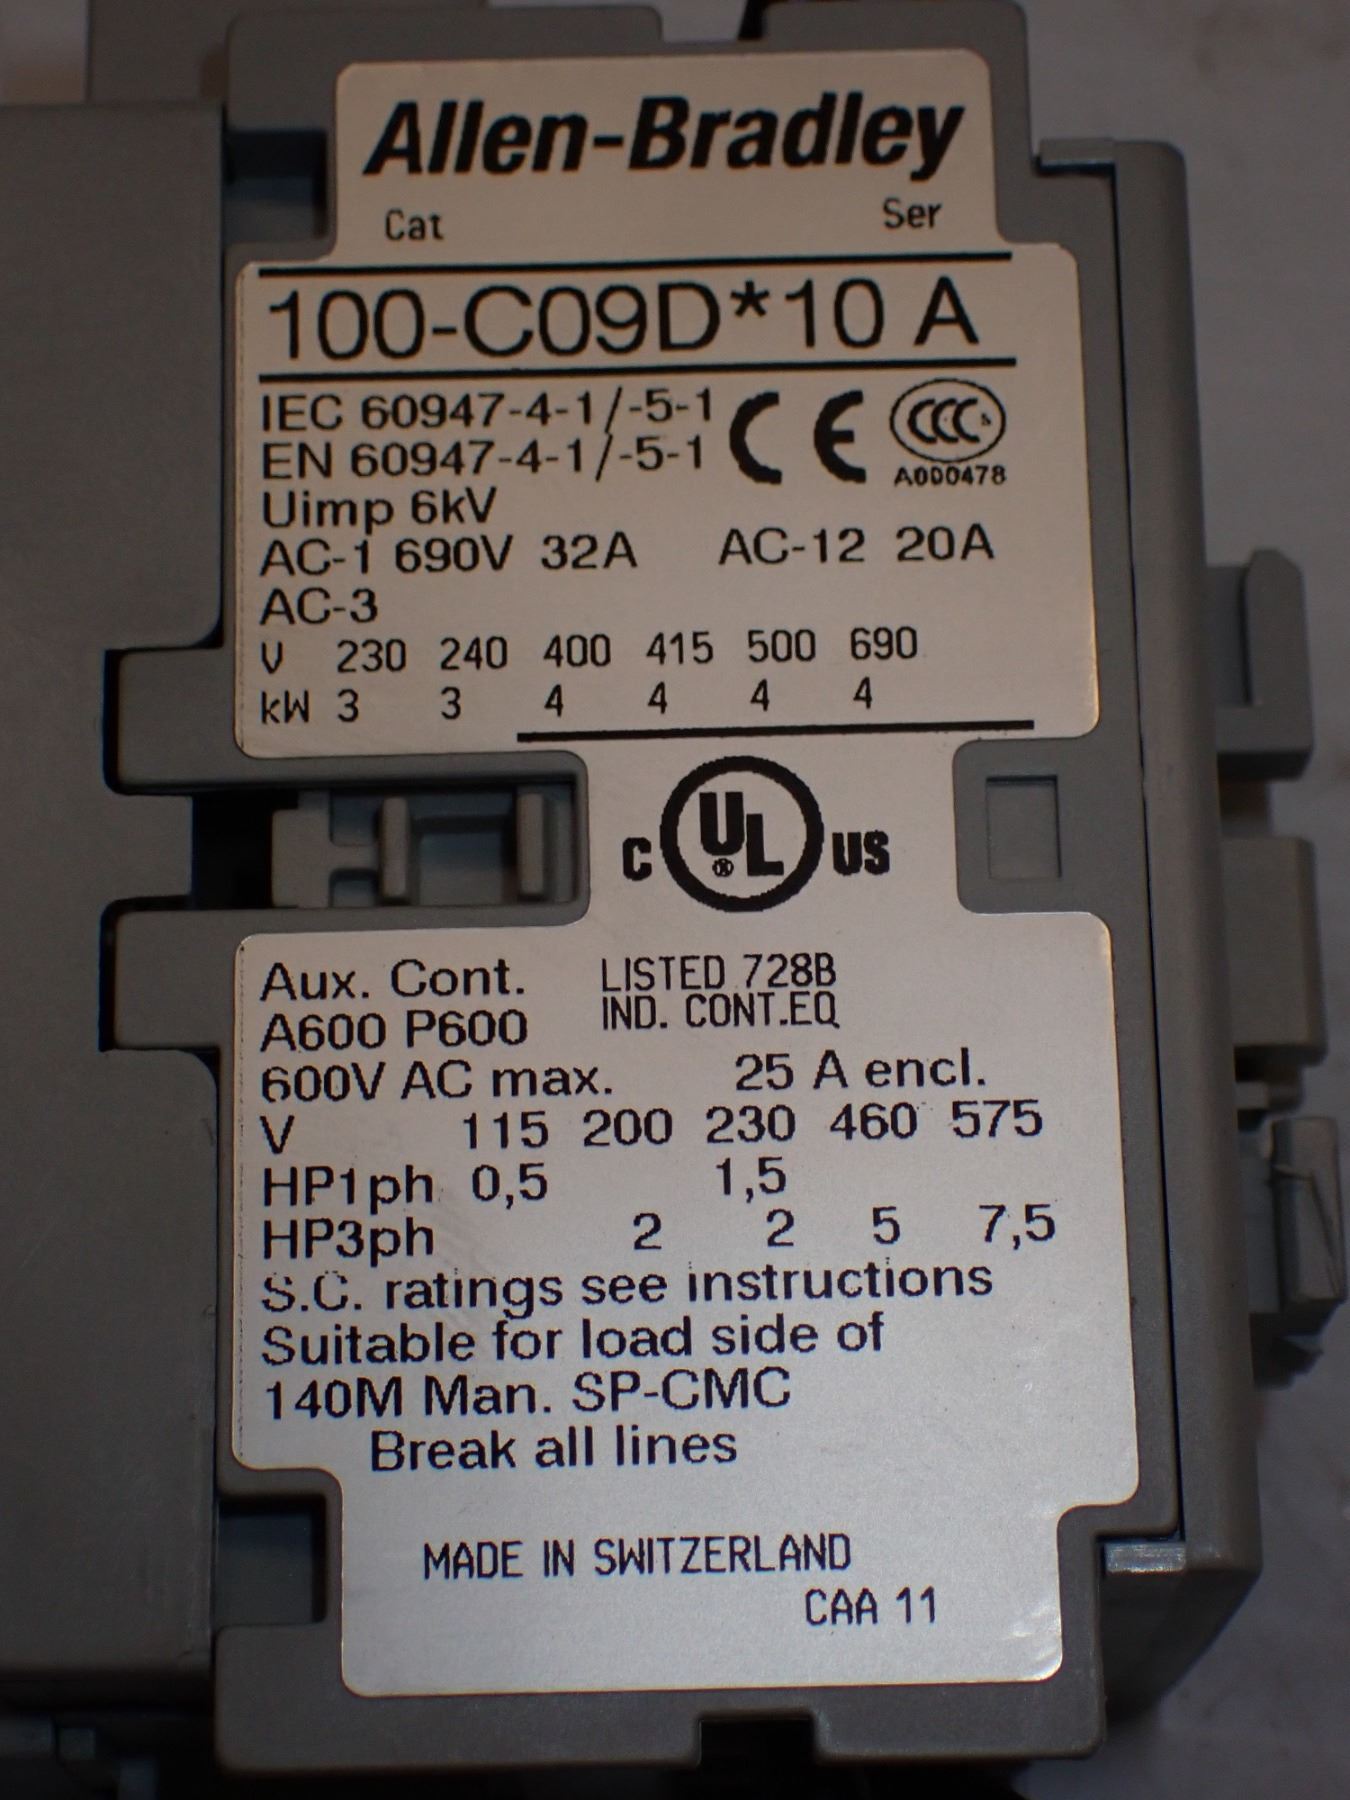 Allen-Bradley
Cat Ser
100-C09D*10 A
IEC 60947-4-1/-5-1
EN 60947-4-1/-5-1
CE
CCC S
A000478
Uimp 6kV
AC-1 690V 32A AC-12 20A
AC-3
V 230 240 400 415 500 690
kW 3 3 4 4 4 4
C UL ® US
Aux. Cont. LISTED 728B
A600 P600 IND. CONT.EQ
600V AC max. 25 A encl.
V 115 200 230 460 575
HP1ph 0,5 1,5
HP3ph 2 2 5 7,5
S.C. ratings see instructions
Suitable for load side of
140M Man. SP-CMC
Break all lines
MADE IN SWITZERLAND
CAA 11